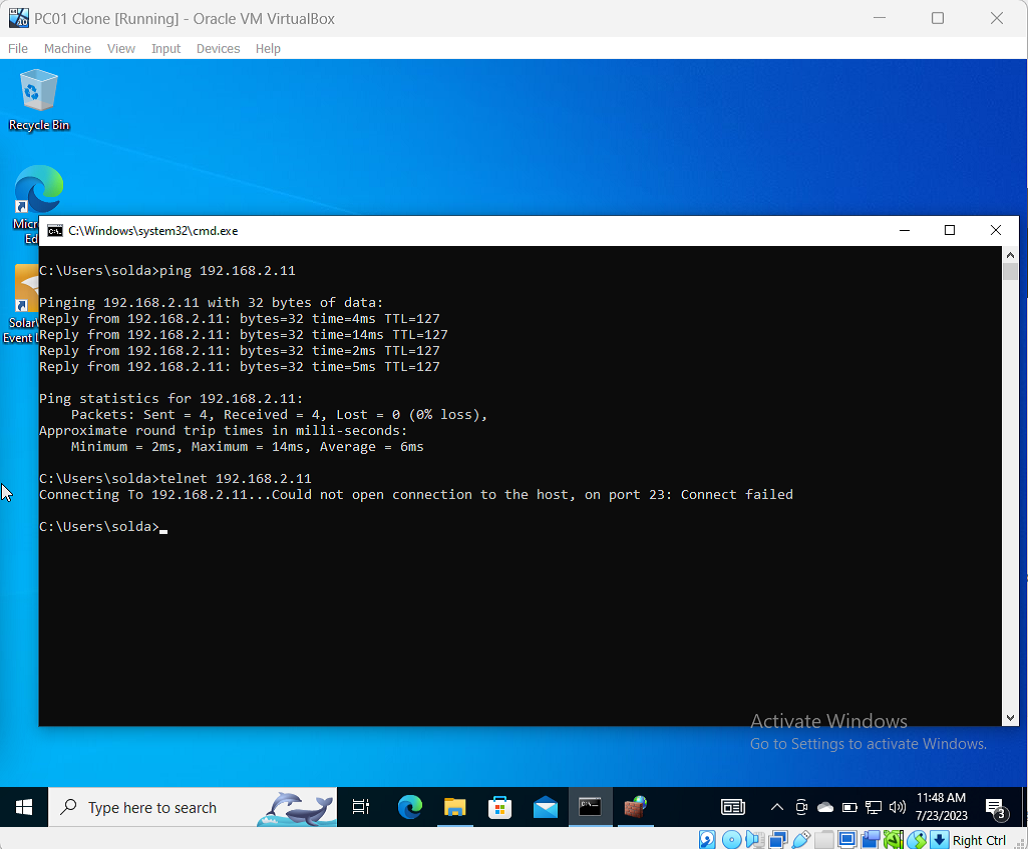 PC01 Clone [Running] - Oracle VM VirtualBox
File Machine View Input Devices Help
Recycle Bin
Micr
Ed
Solar
Event L
C:\Windows\system32\cmd.exe
C:\Users\solda>ping 192.168.2.11
Pinging 192.168.2.11 with 32 bytes of data:
Reply from 192.168.2.11: bytes=32 time=4ms TTL=127
Reply from 192.168.2.11: bytes=32 time=14ms TTL=127
Reply from 192.168.2.11: bytes=32 time=2ms TTL=127
Reply from 192.168.2.11: bytes=32 time=5ms TTL=127
Ping statistics for 192.168.2.11:
    Packets: Sent = 4, Received = 4, Lost = 0 (0% loss),
Approximate round trip times in milli-seconds:
    Minimum = 2ms, Maximum = 14ms, Average = 6ms
C:\Users\solda>telnet 192.168.2.11
Connecting To 192.168.2.11...Could not open connection to the host, on port 23: Connect failed
C:\Users\solda>
Activate Windows
Go to Settings to activate Windows.
Type here to search
11:48 AM
7/23/2023
3
Right Ctrl